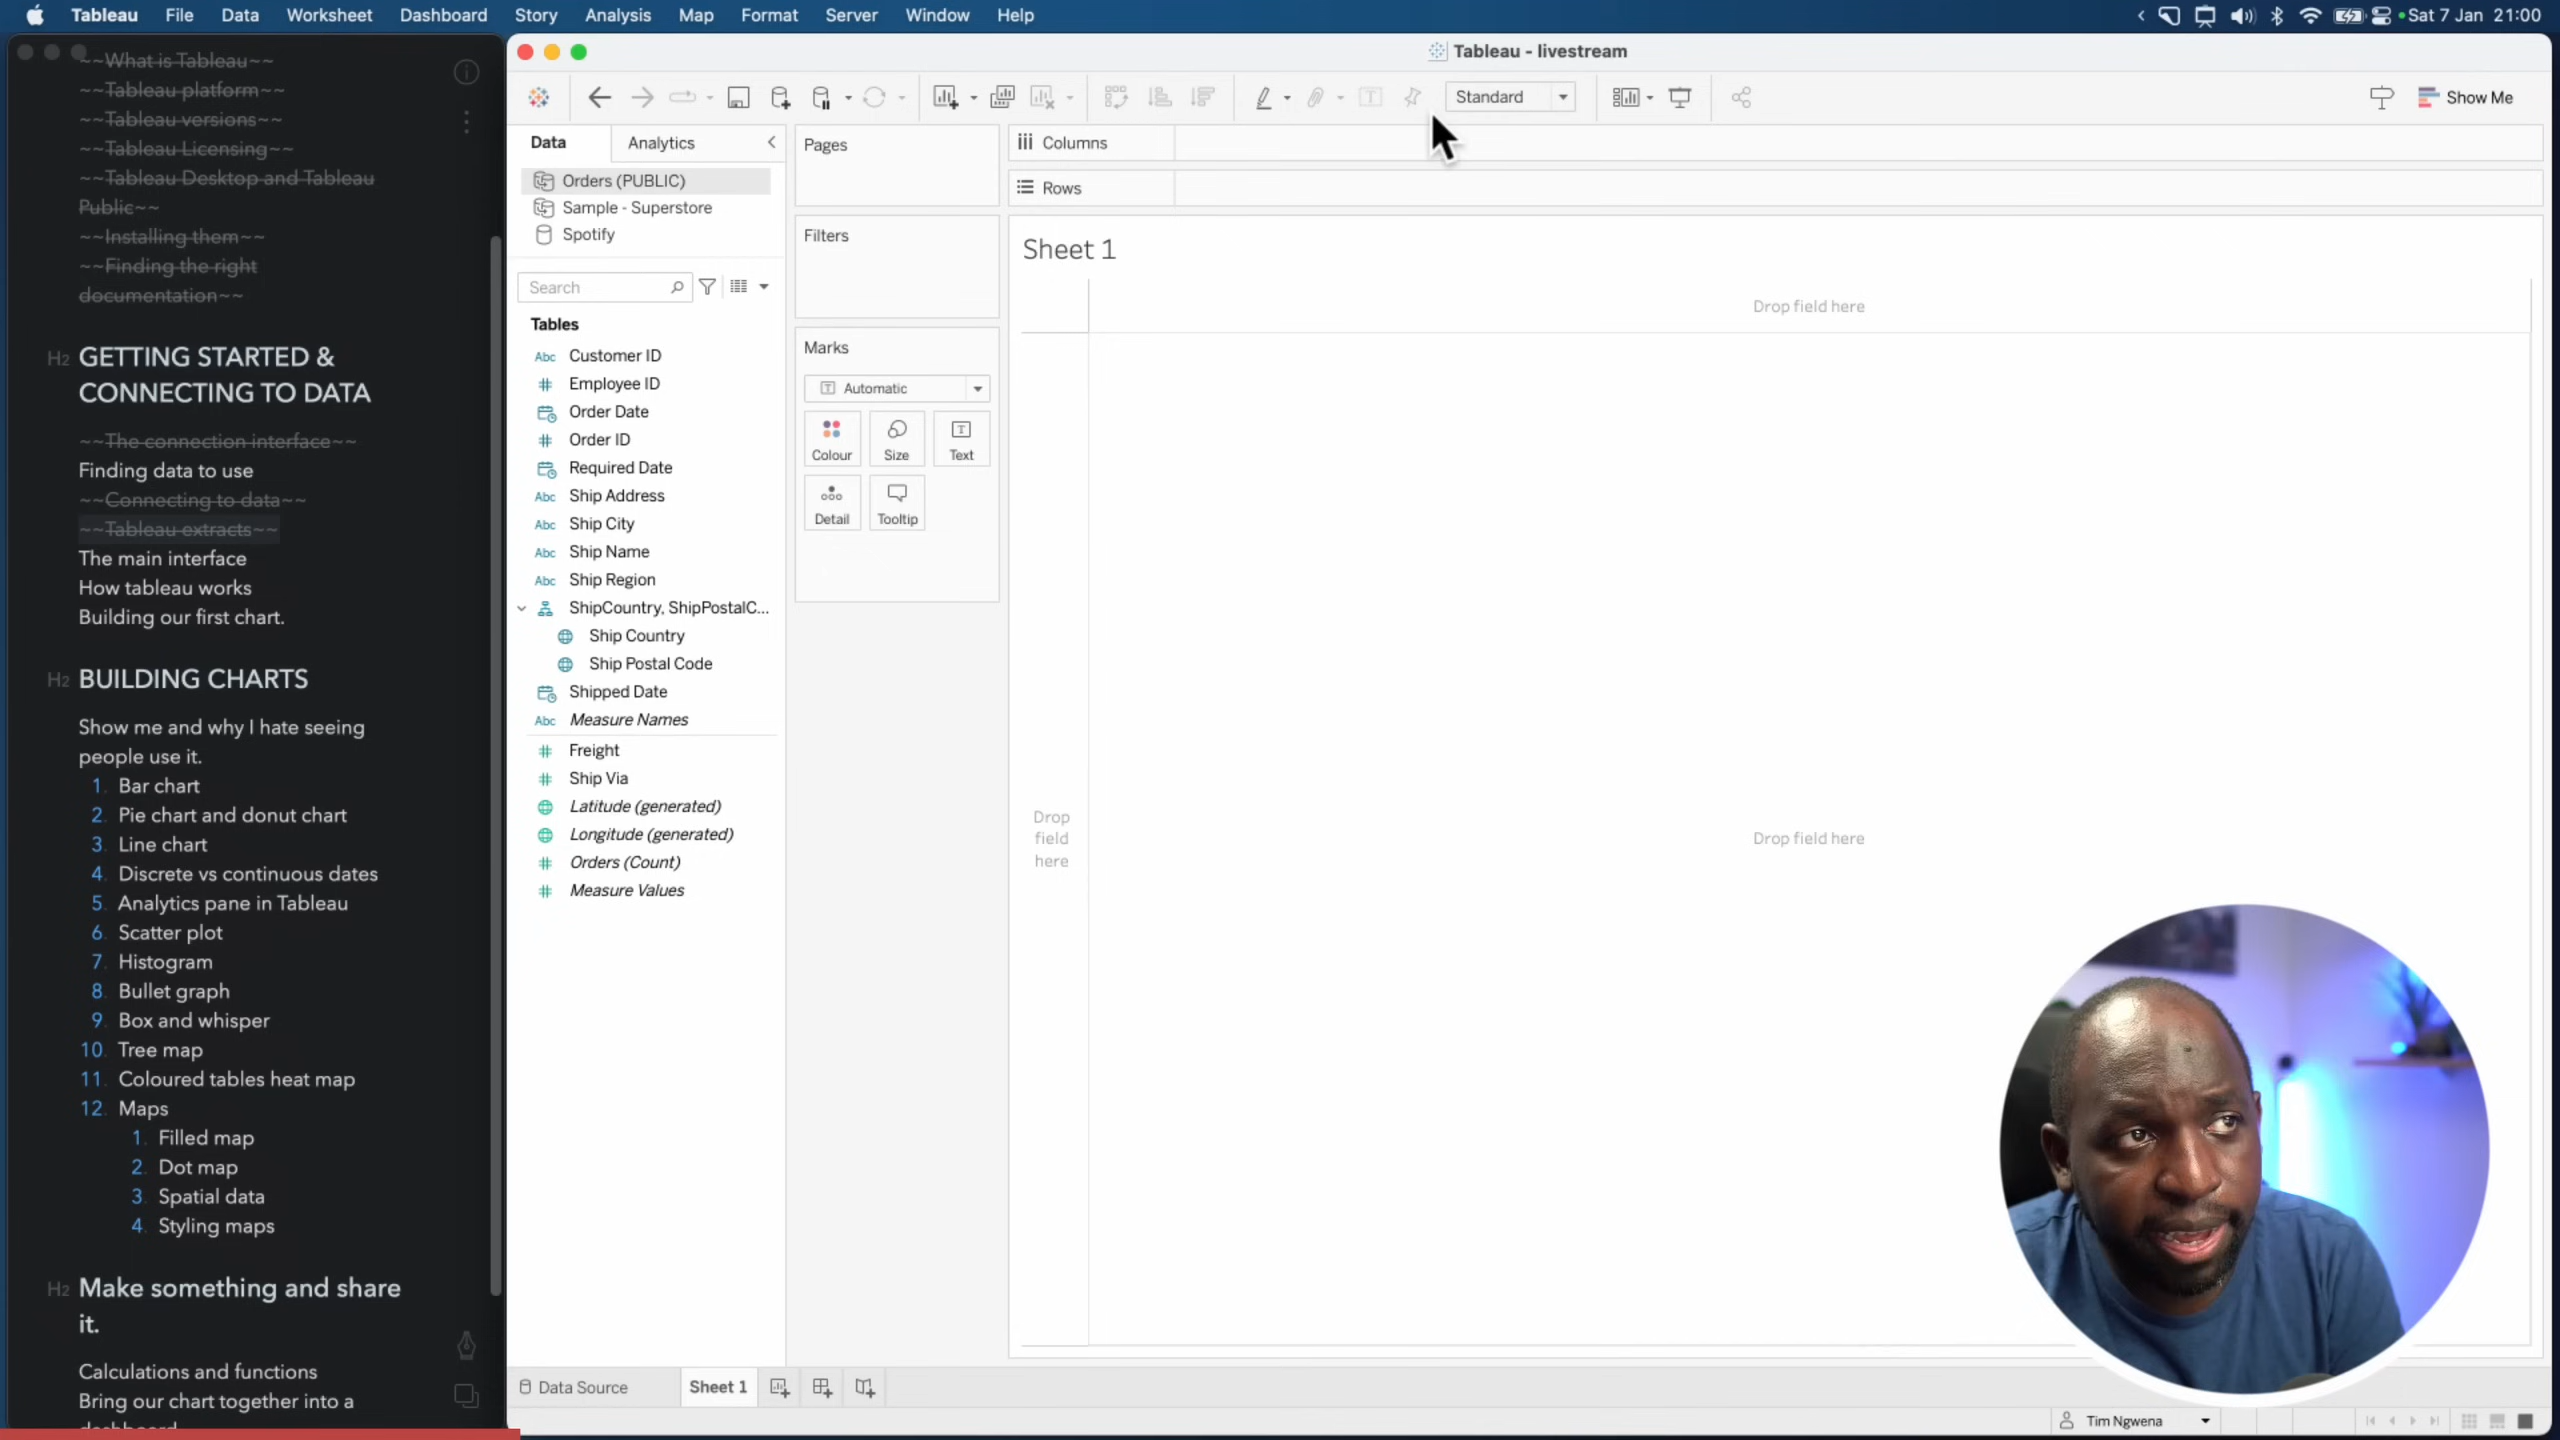 Tableau File Data Worksheet Dashboard Story Analysis Map Format Server Window Help Sat 7 Jan 21:00
~~What is Tableau~~
~~Tableau platform~~
~~Tableau versions~~
~~Tableau Licensing~~
~~Tableau Desktop and Tableau
Public~~
~~Installing them~~
~~Finding the right
documentation~~
H2 GETTING STARTED &
CONNECTING TO DATA
~~The connection interface~~
Finding data to use
~~Connecting to data~~
~~Tableau extracts~~
The main interface
How tableau works
Building our first chart.
H2 BUILDING CHARTS
Show me and why I hate seeing
people use it.
1. Bar chart
2. Pie chart and donut chart
3. Line chart
4. Discrete vs continuous dates
5. Analytics pane in Tableau
6. Scatter plot
7. Histogram
8. Bullet graph
9. Box and whisper
10. Tree map
11. Coloured tables heat map
12. Maps
1. Filled map
2. Dot map
3. Spatial data
4. Styling maps
H2 Make something and share
it.
Calculations and functions
Bring our chart together into a
dashboard
Tableau - livestream
Standard
Show Me
Data Analytics
Orders (PUBLIC)
Sample - Superstore
Spotify
Search
Tables
Abc Customer ID
# Employee ID
Order Date
# Order ID
Required Date
Abc Ship Address
Abc Ship City
Abc Ship Name
Abc Ship Region
ShipCountry, ShipPostalC...
Ship Country
Ship Postal Code
Shipped Date
Abc Measure Names
# Freight
# Ship Via
Latitude (generated)
Longitude (generated)
# Orders (Count)
# Measure Values
Pages
Filters
Marks
Automatic
Colour Size Text
Detail Tooltip
Columns
Rows
Sheet 1
Drop field here
Drop
field
here
Drop field here
Data Source Sheet 1
Tim Ngwena